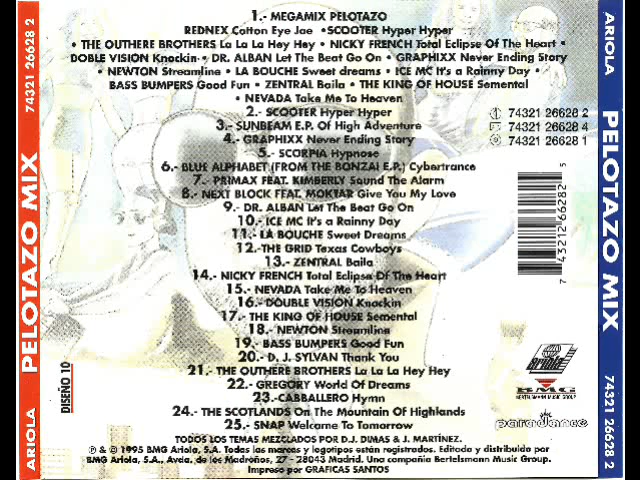 1.- MEGAMIX PELOTAZO
REDNEX Cotton Eye Jae • SCOOTER Hyper Hyper
• THE OUTHERE BROTHERS La La La Hey Hey • NICKY FRENCH Total Eclipse Of The Heart •
DOBLE VISION Knockin • DR. ALBAN Let The Beat Go On • GRAPHIXX Never Ending Story
• NEWTON Streamline • LA BOUCHE Sweet dreams • ICE MC It's a Rainny Day •
BASS BUMPERS Good Fun • ZENTRAL Baila • THE KING OF HOUSE Semental
• NEVADA Take Me To Heaven
2.- SCOOTER Hyper Hyper
3.- SUNBEAM E.P. Of High Adventure
4.- GRAPHIXX Never Ending Story
5.- SCORPIA Hypnose
6.- BLUE ALPHABET (FROM THE BONZAI E.P.) Cybertrance
7.- PRIMAX FEAT. KIMBERLY Sound The Alarm
8.- NEXT BLOCK FEAT. MOKTAR Give You My Love
9.- DR. ALBAN Let The Beat Go On
10.- ICE MC It's a Rainny Day
11.- LA BOUCHE Sweet Dreams
12.- THE GRID Texas Cowboys
13.- ZENTRAL Baila
14.- NICKY FRENCH Total Eclipse Of The Heart
15.- NEVADA Take Me To Heaven
16.- DOUBLE VISION Knockin
17.- THE KING OF HOUSE Semental
18.- NEWTON Streamline
19.- BASS BUMPERS Good Fun
20.- D. J. SYLVAN Thank You
21.- THE OUTHERE BROTHERS La La La Hey Hey
22.- GREGORY World Of Dreams
23.- CABBALLERO Hymn
24.- THE SCOTLANDS On The Mountain Of Highlands
25.- SNAP Welcome To Tomorrow
TODOS LOS TEMAS MEZCLADOS POR D.J. DIMAS & J. MARTÍNEZ.
℗ & © 1995 BMG Ariola, S.A. Todas las marcas y logotipos están registrados. Editado y distribuido por
BMG Ariola, S.A., Avda. de los Madroños, 27 - 28043 Madrid. Una compañía Bertelsmann Music Group.
Impreso por GRAFICAS SANTOS
74321 26628 2
74321 26628 4
74321 26628 1
7 43212 66282 5
ARIOLA
BMG
BERTELSMANN MUSIC GROUP
the paradance
DISEÑO 10
ARIOLA PELOTAZO MIX 74321 26628 2
ARIOLA PELOTAZO MIX 74321 26628 2